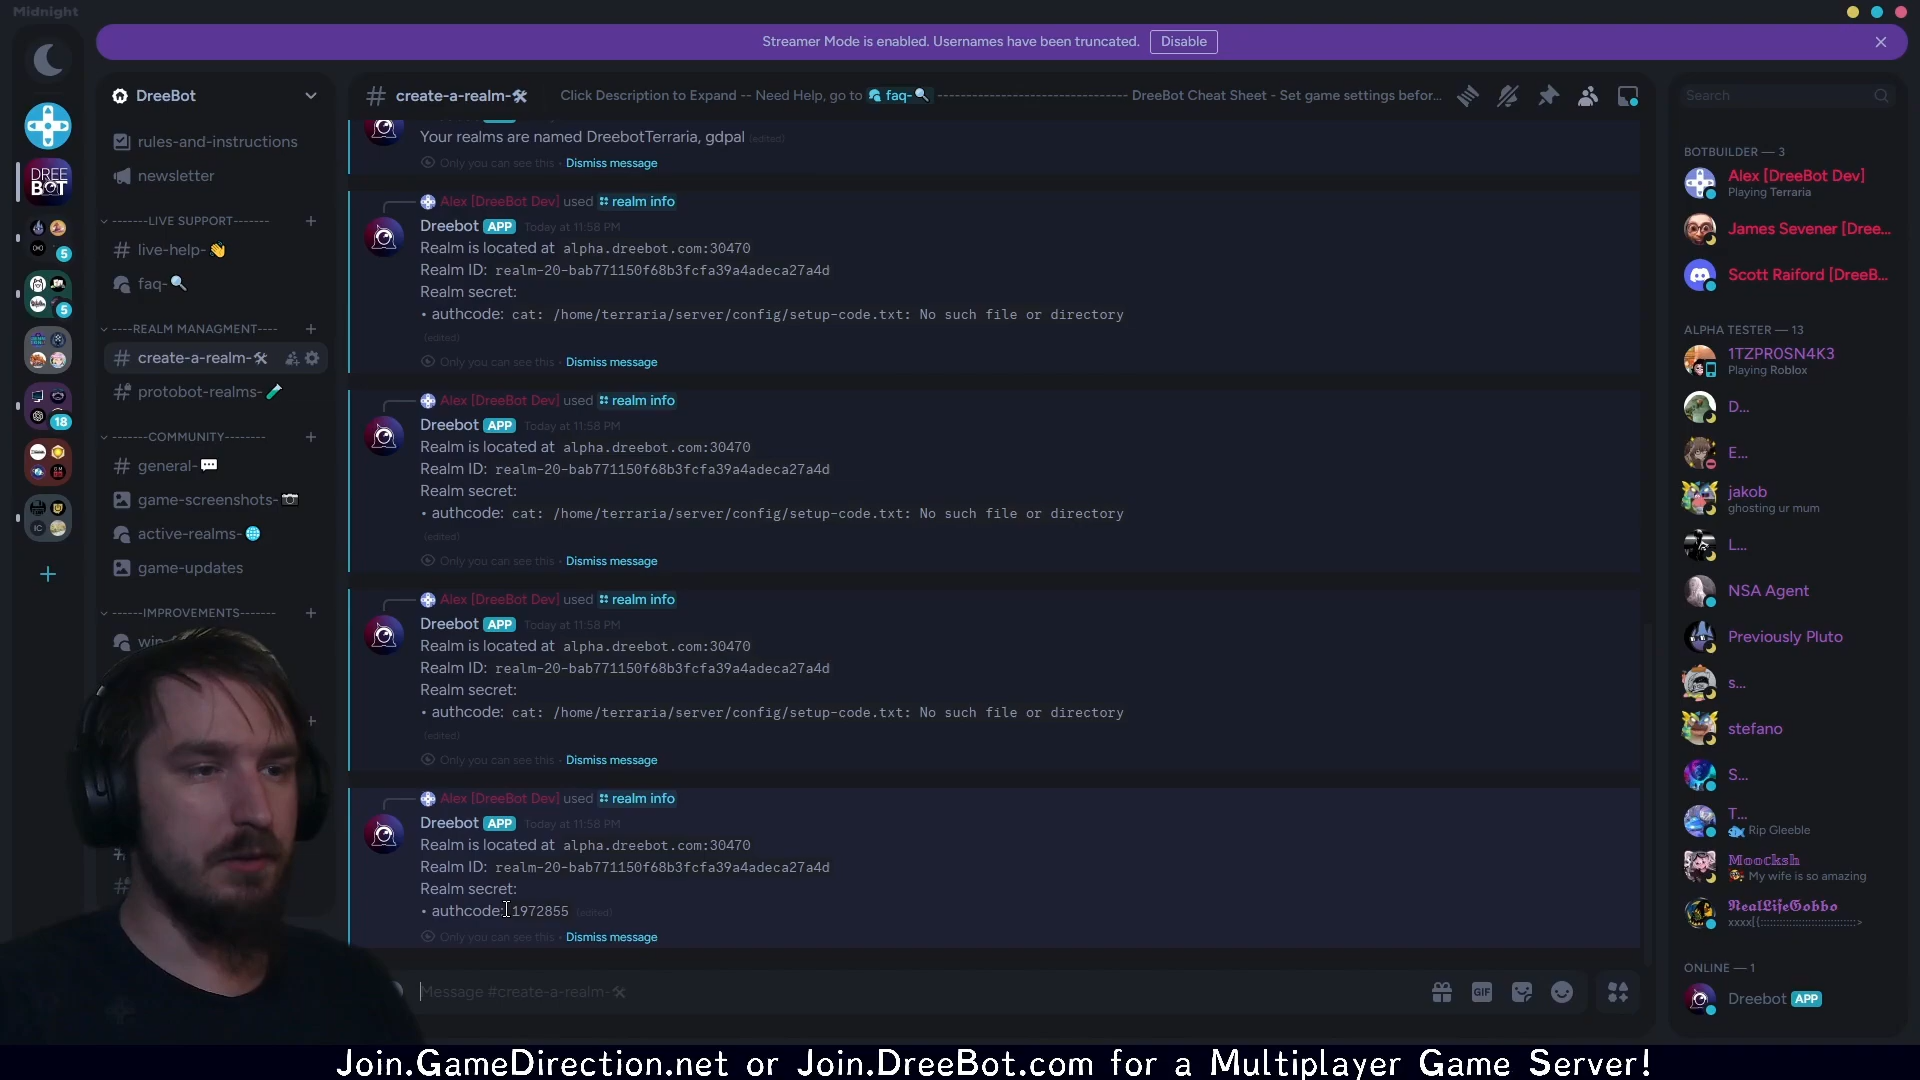 Midnight
Streamer Mode is enabled. Usernames have been truncated. Disable
DreeBot
create-a-realm-🛠 Click Description to Expand -- Need Help, go to faq-🔍 ---------------------------- DreeBot Cheat Sheet - Set game settings befor...
Search
DREE BOT
rules-and-instructions
newsletter
-------LIVE SUPPORT-------
live-help-👋
faq-🔍
----REALM MANAGMENT----
create-a-realm-🛠
protobot-realms-🧪
------COMMUNITY-------
general-💬
game-screenshots-📷
active-realms-🌐
game-updates
------IMPROVEMENTS-------
5
5
18
Your realms are named DreebotTerraria, gdpal (edited)
Only you can see this • Dismiss message
Alex [DreeBot Dev] used realm info
Dreebot APP Today at 11:58 PM
Realm is located at alpha.dreebot.com:30470
Realm ID: realm-20-bab771150f68b3fcfa39a4adeca27a4d
Realm secret:
• authcode: cat: /home/terraria/server/config/setup-code.txt: No such file or directory
(edited)
Only you can see this • Dismiss message
Alex [DreeBot Dev] used realm info
Dreebot APP Today at 11:58 PM
Realm is located at alpha.dreebot.com:30470
Realm ID: realm-20-bab771150f68b3fcfa39a4adeca27a4d
Realm secret:
• authcode: cat: /home/terraria/server/config/setup-code.txt: No such file or directory
(edited)
Only you can see this • Dismiss message
Alex [DreeBot Dev] used realm info
Dreebot APP Today at 11:58 PM
Realm is located at alpha.dreebot.com:30470
Realm ID: realm-20-bab771150f68b3fcfa39a4adeca27a4d
Realm secret:
• authcode: cat: /home/terraria/server/config/setup-code.txt: No such file or directory
(edited)
Only you can see this • Dismiss message
Alex [DreeBot Dev] used realm info
Dreebot APP Today at 11:58 PM
Realm is located at alpha.dreebot.com:30470
Realm ID: realm-20-bab771150f68b3fcfa39a4adeca27a4d
Realm secret:
• authcode: 1972855 (edited)
Only you can see this • Dismiss message
Message #create-a-realm-🛠
GIF
BOTBUILDER — 3
Alex [DreeBot Dev]
Playing Terraria
James Sevener [Dree...
Scott Raiford [DreeB...
ALPHA TESTER — 13
1TZPR0SN4K3
Playing Roblox
D...
E...
jakob
ghosting ur mum
L...
NSA Agent
Previously Pluto
s...
stefano
S...
T...
Rip Gleeble
𝕄𝕠𝕠𝕔𝕜𝕤𝕙
My wife is so amazing
𝕽𝖊𝖆𝖑𝕷𝖎𝖋𝖊𝕲𝖔𝖇𝖇𝖔
xxxx[{::::::::::::::::::::::::::::::>
ONLINE — 1
Dreebot APP
Join.GameDirection.net or Join.DreeBot.com for a Multiplayer Game Server!